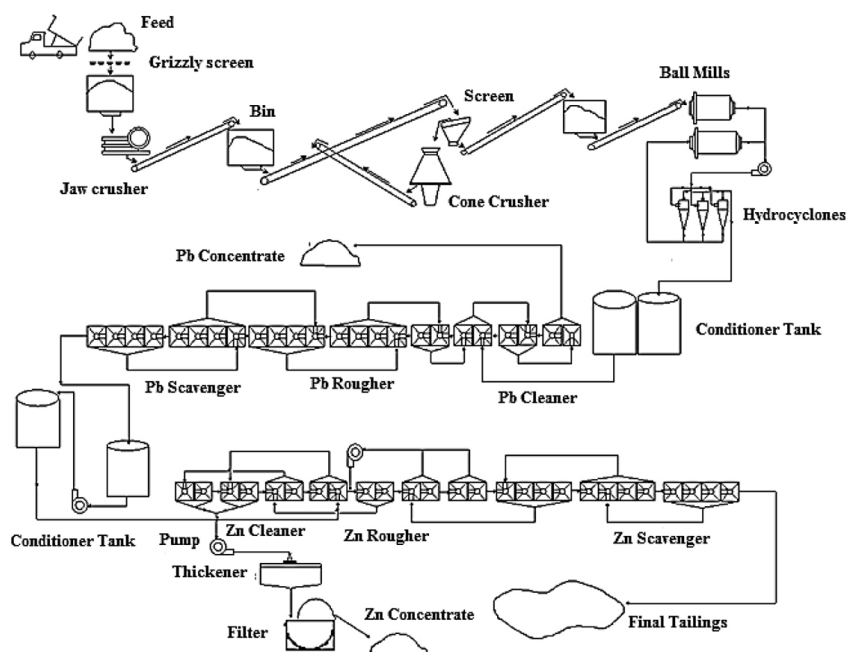 Feed
Grizzly screen
Ball Mills
Bin
Screen
Jaw crusher
Cone Crusher
Hydrocyclones
Pb Concentrate
Conditioner Tank
Pb Scavenger
Pb Rougher
Pb Cleaner
Conditioner Tank
Pump
Zn Cleaner
Zn Rougher
Zn Scavenger
Thickener
Zn Concentrate
Filter
Final Tailings